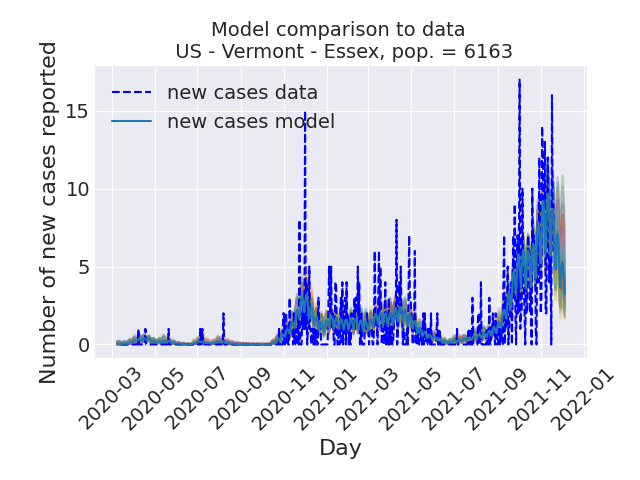 Model comparison to data
US - Vermont - Essex, pop. = 6163
Number of new cases reported
15
10
5
0
new cases data
new cases model
2020-03
2020-05
2020-07
2020-09
2020-11
2021-01
2021-03
2021-05
2021-07
2021-09
2021-11
2022-01
Day